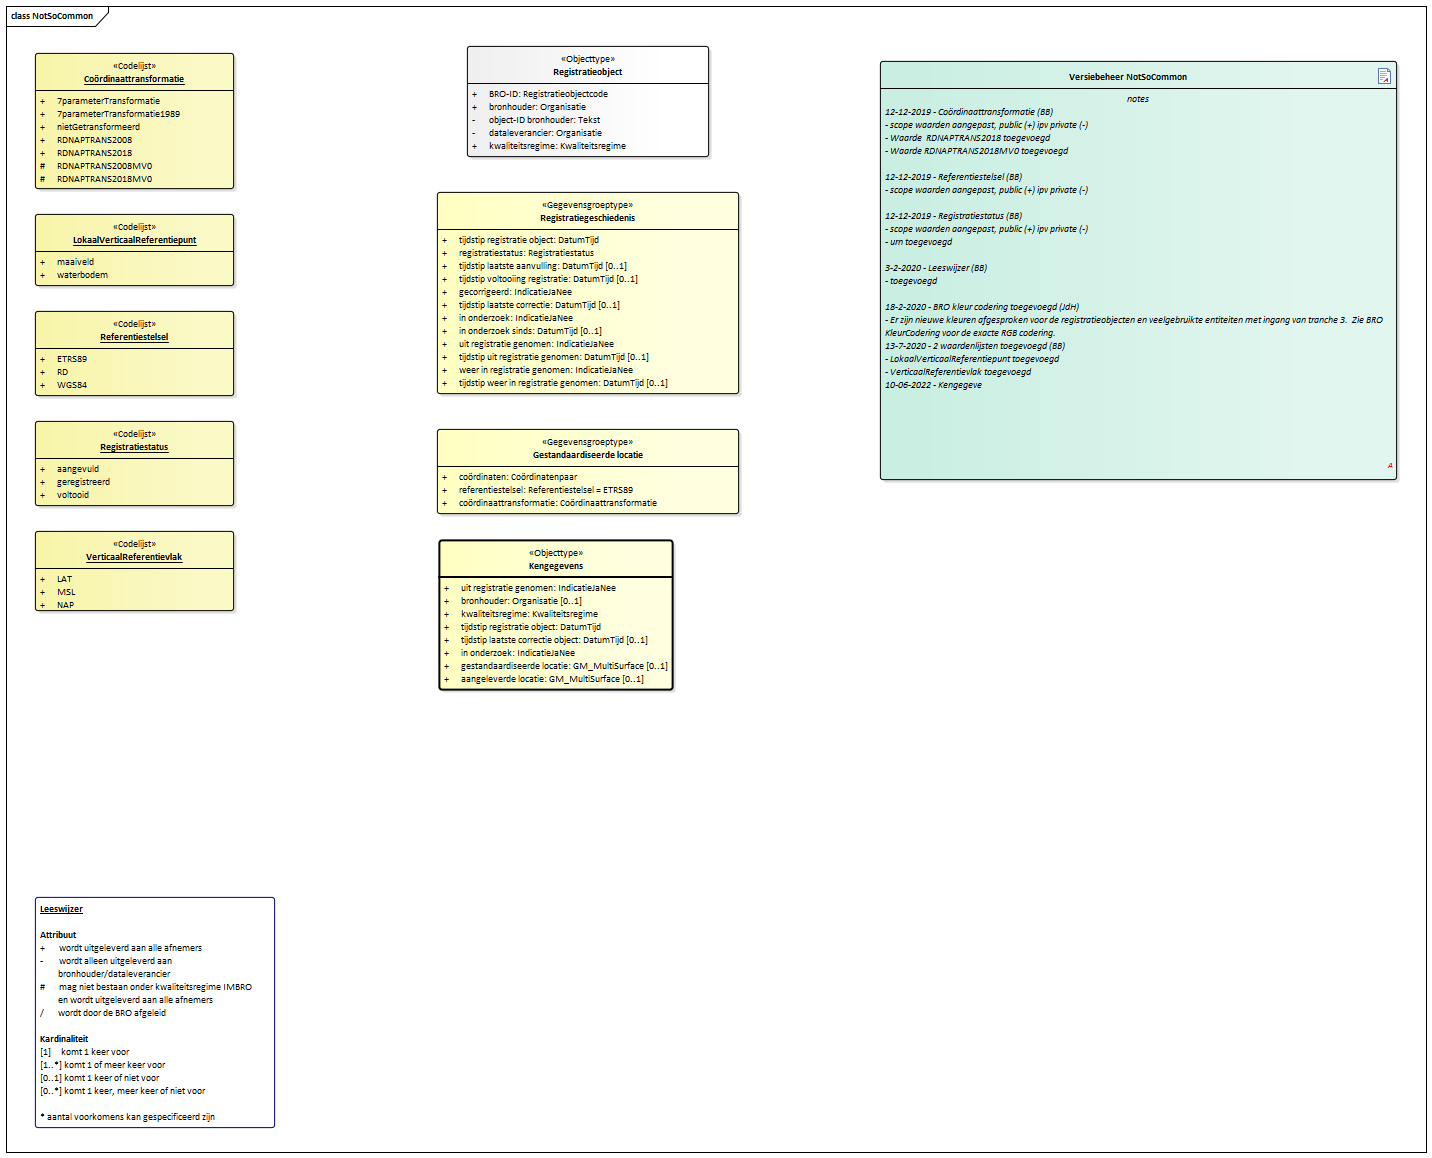 class NotSoCommon
«Codelijst»
Coördinaattransformatie
+ 7parameterTransformatie
+ 7parameterTransformatie1989
+ nietGetransformeerd
+ RDNAPTRANS2008
+ RDNAPTRANS2018
# RDNAPTRANS2008MV0
# RDNAPTRANS2018MV0
«Codelijst»
LokaalVerticaalReferentiepunt
+ maaiveld
+ waterbodem
«Codelijst»
Referentiestelsel
+ ETRS89
+ RD
+ WGS84
«Codelijst»
Registratiestatus
+ aangevuld
+ geregistreerd
+ voltooid
«Codelijst»
VerticaalReferentievlak
+ LAT
+ MSL
+ NAP
«Objecttype»
Registratieobject
+ BRO-ID: Registratieobjectcode
+ bronhouder: Organisatie
- object-ID bronhouder: Tekst
- dataleverancier: Organisatie
+ kwaliteitsregime: Kwaliteitsregime
«Gegevensgroeptype»
Registratiegeschiedenis
+ tijdstip registratie object: DatumTijd
+ registratiestatus: Registratiestatus
+ tijdstip laatste aanvulling: DatumTijd [0..1]
+ tijdstip voltooiing registratie: DatumTijd [0..1]
+ gecorrigeerd: IndicatieJaNee
+ tijdstip laatste correctie: DatumTijd [0..1]
+ in onderzoek: IndicatieJaNee
+ in onderzoek sinds: DatumTijd [0..1]
+ uit registratie genomen: IndicatieJaNee
+ tijdstip uit registratie genomen: DatumTijd [0..1]
+ weer in registratie genomen: IndicatieJaNee
+ tijdstip weer in registratie genomen: DatumTijd [0..1]
«Gegevensgroeptype»
Gestandaardiseerde locatie
+ coördinaten: Coördinatenpaar
+ referentiestelsel: Referentiestelsel = ETRS89
+ coördinaattransformatie: Coördinaattransformatie
«Objecttype»
Kengegevens
+ uit registratie genomen: IndicatieJaNee
+ bronhouder: Organisatie [0..1]
+ kwaliteitsregime: Kwaliteitsregime
+ tijdstip registratie object: DatumTijd
+ tijdstip laatste correctie object: DatumTijd [0..1]
+ in onderzoek: IndicatieJaNee
+ gestandaardiseerde locatie: GM_MultiSurface [0..1]
+ aangeleverde locatie: GM_MultiSurface [0..1]
Versiebeheer NotSoCommon
notes
12-12-2019 - Coördinaattransformatie (BB)
- scope waarden aangepast, public (+) ipv private (-)
- Waarde RDNAPTRANS2018 toegevoegd
- Waarde RDNAPTRANS2018MV0 toegevoegd
12-12-2019 - Referentiestelsel (BB)
- scope waarden aangepast, public (+) ipv private (-)
12-12-2019 - Registratiestatus (BB)
- scope waarden aangepast, public (+) ipv private (-)
- urn toegevoegd
3-2-2020 - Leeswijzer (BB)
- toegevoegd
18-2-2020 - BRO kleur codering toegevoegd (JdH)
- Er zijn nieuwe kleuren afgesproken voor de registratieobjecten en veelgebruikte entiteiten met ingang van tranche 3. Zie BRO
KleurCodering voor de exacte RGB codering.
13-7-2020 - 2 waardenlijsten toegevoegd (BB)
- LokaalVerticaalReferentiepunt toegevoegd
- VerticaalReferentievlak toegevoegd
10-06-2022 - Kengegeve
A
Leeswijzer
Attribuut
+ wordt uitgeleverd aan alle afnemers
- wordt alleen uitgeleverd aan
bronhouder/dataleverancier
# mag niet bestaan onder kwaliteitsregime IMBRO
en wordt uitgeleverd aan alle afnemers
/ wordt door de BRO afgeleid
Kardinaliteit
[1] komt 1 keer voor
[1..*] komt 1 of meer keer voor
[0..1] komt 1 keer of niet voor
[0..*] komt 1 keer, meer keer of niet voor
* aantal voorkomens kan gespecificeerd zijn